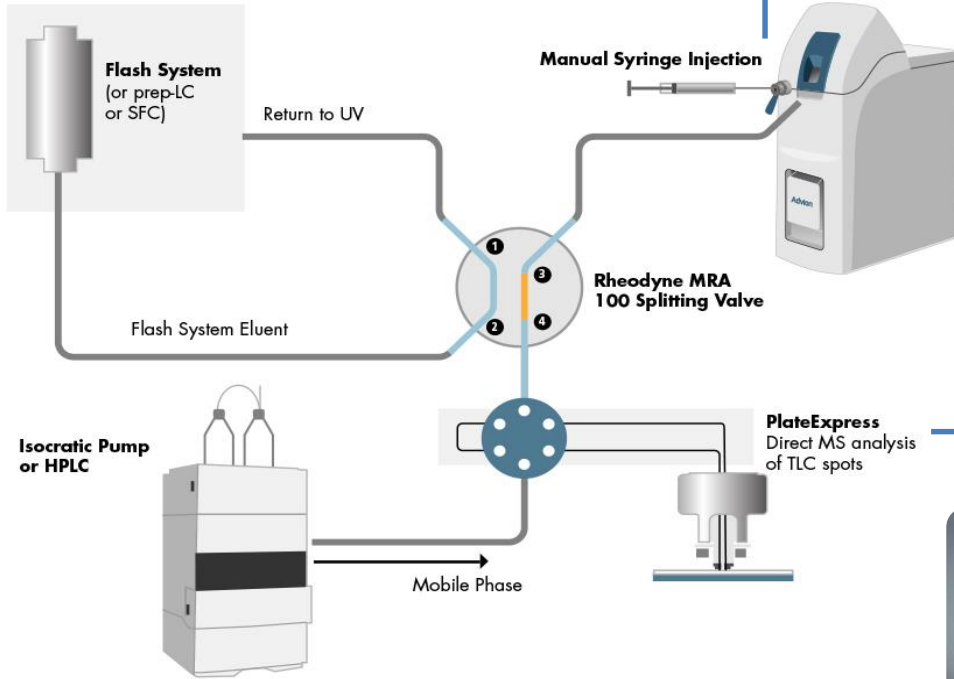 Flash System
(or prep-LC
or SFC)
Return to UV
Manual Syringe Injection
Advion
1
3
2
4
Rheodyne MRA
100 Splitting Valve
Flash System Eluent
Isocratic Pump
or HPLC
PlateExpress
Direct MS analysis
of TLC spots
Mobile Phase